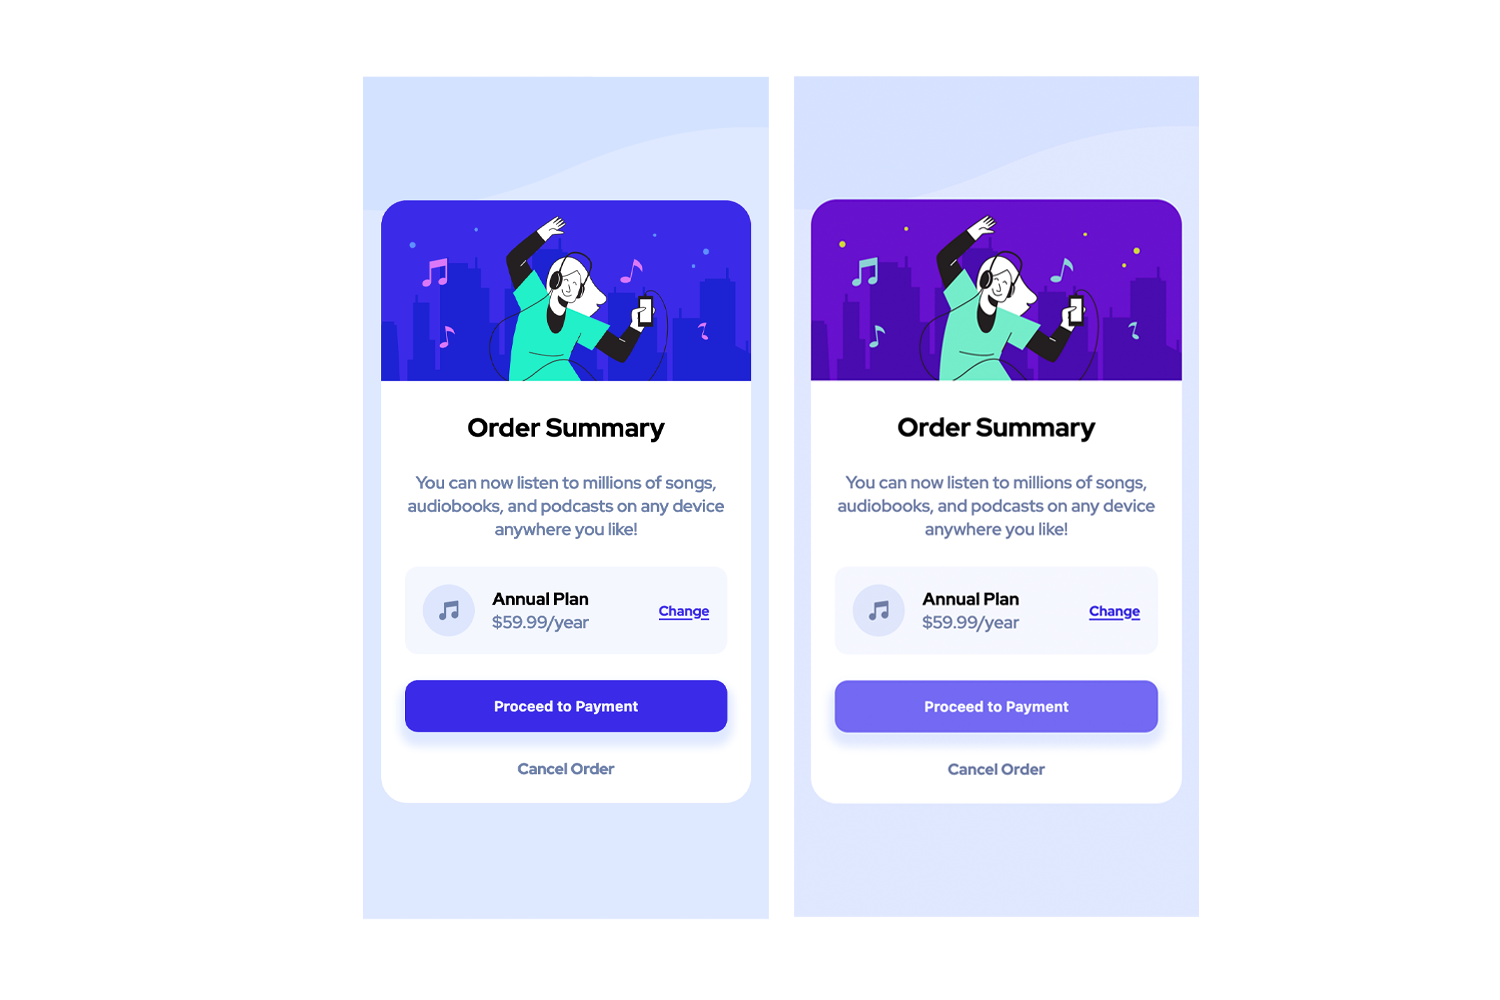 Order Summary
You can now listen to millions of songs,
audiobooks, and podcasts on any device
anywhere you like!
Annual Plan
$59.99/year
Change
Proceed to Payment
Cancel Order
Order Summary
You can now listen to millions of songs,
audiobooks, and podcasts on any device
anywhere you like!
Annual Plan
$59.99/year
Change
Proceed to Payment
Cancel Order